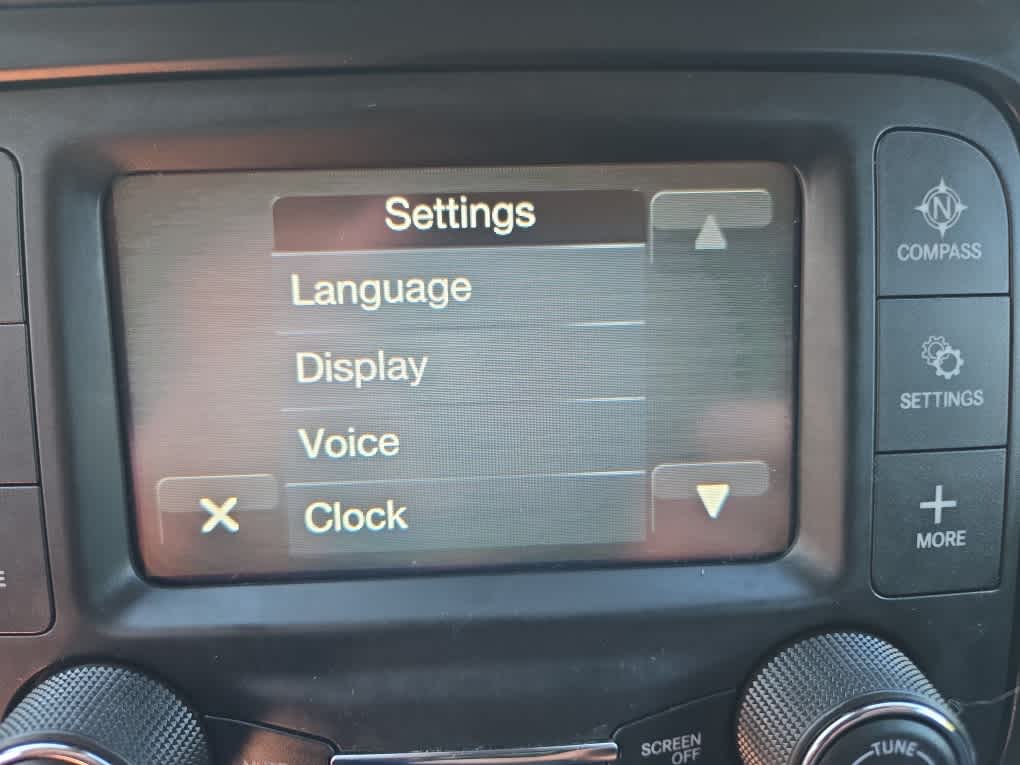 Settings
Language
Display
Voice
Clock
N
COMPASS
SETTINGS
MORE
SCREEN
OFF
TUNE